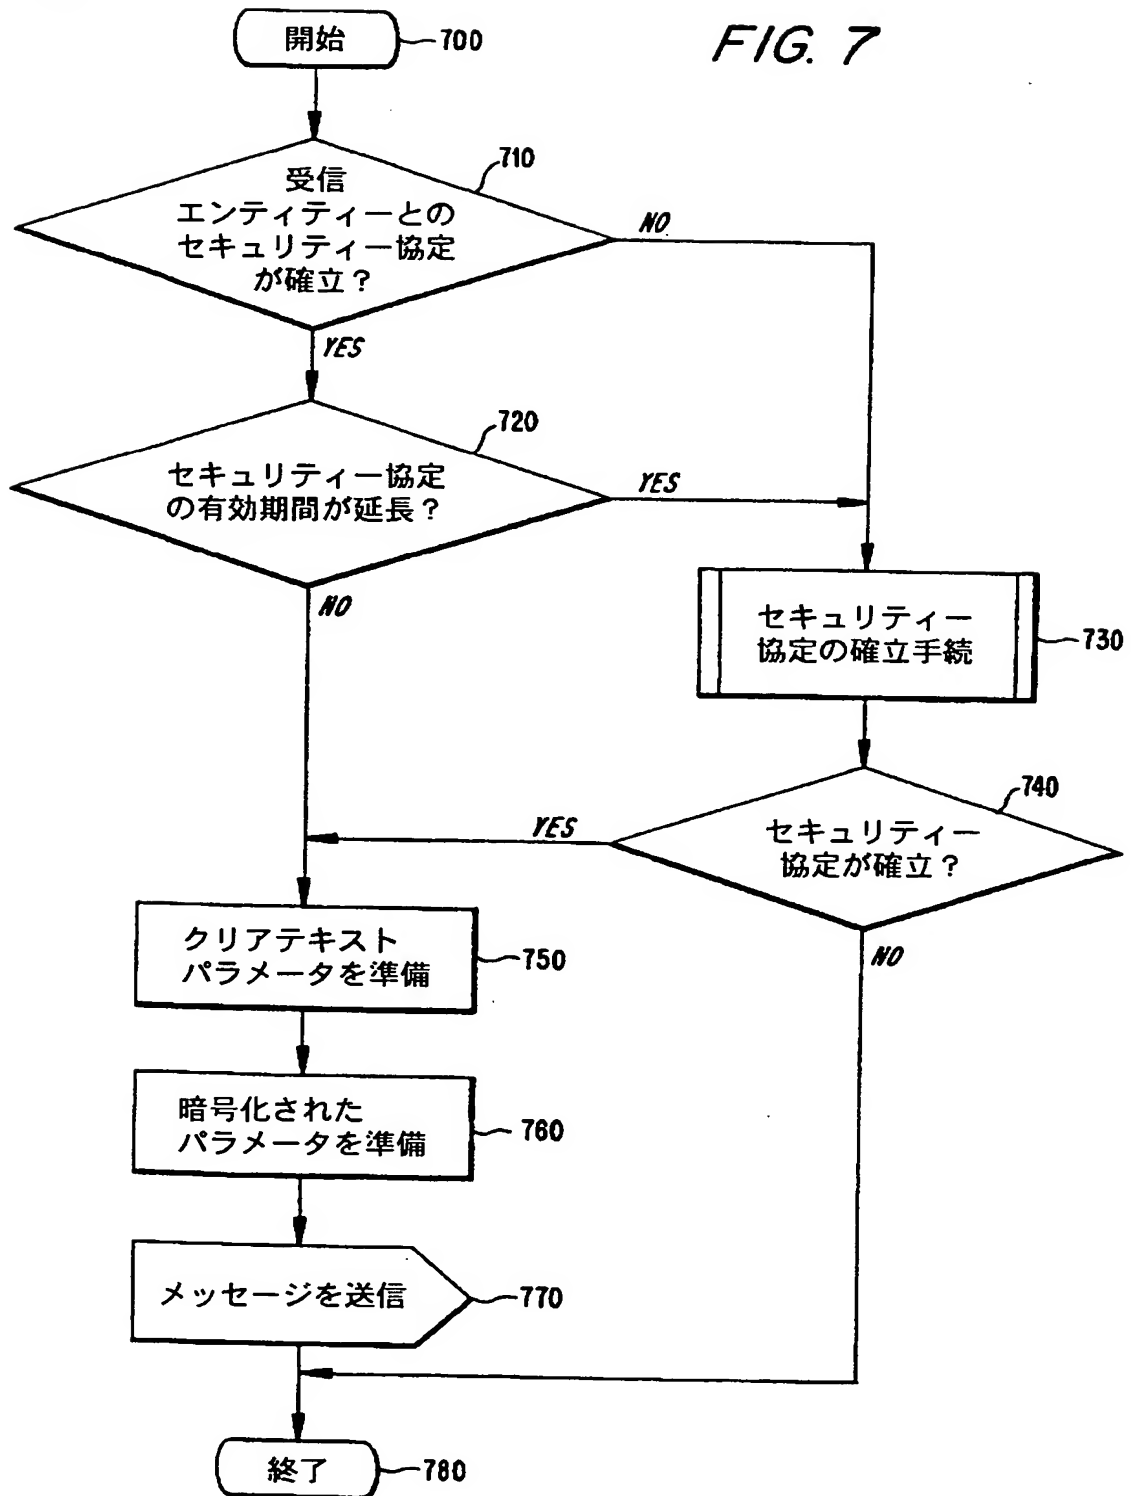 FIG. 7
開始
700
受信
エンティティーとの
セキュリティー協定
が確立？
710
NO
YES
セキュリティー協定
の有効期間が延長？
720
YES
NO
セキュリティー
協定の確立手続
730
セキュリティー
協定が確立？
740
YES
NO
クリアテキスト
パラメータを準備
750
暗号化された
パラメータを準備
760
メッセージを送信
770
終了
780